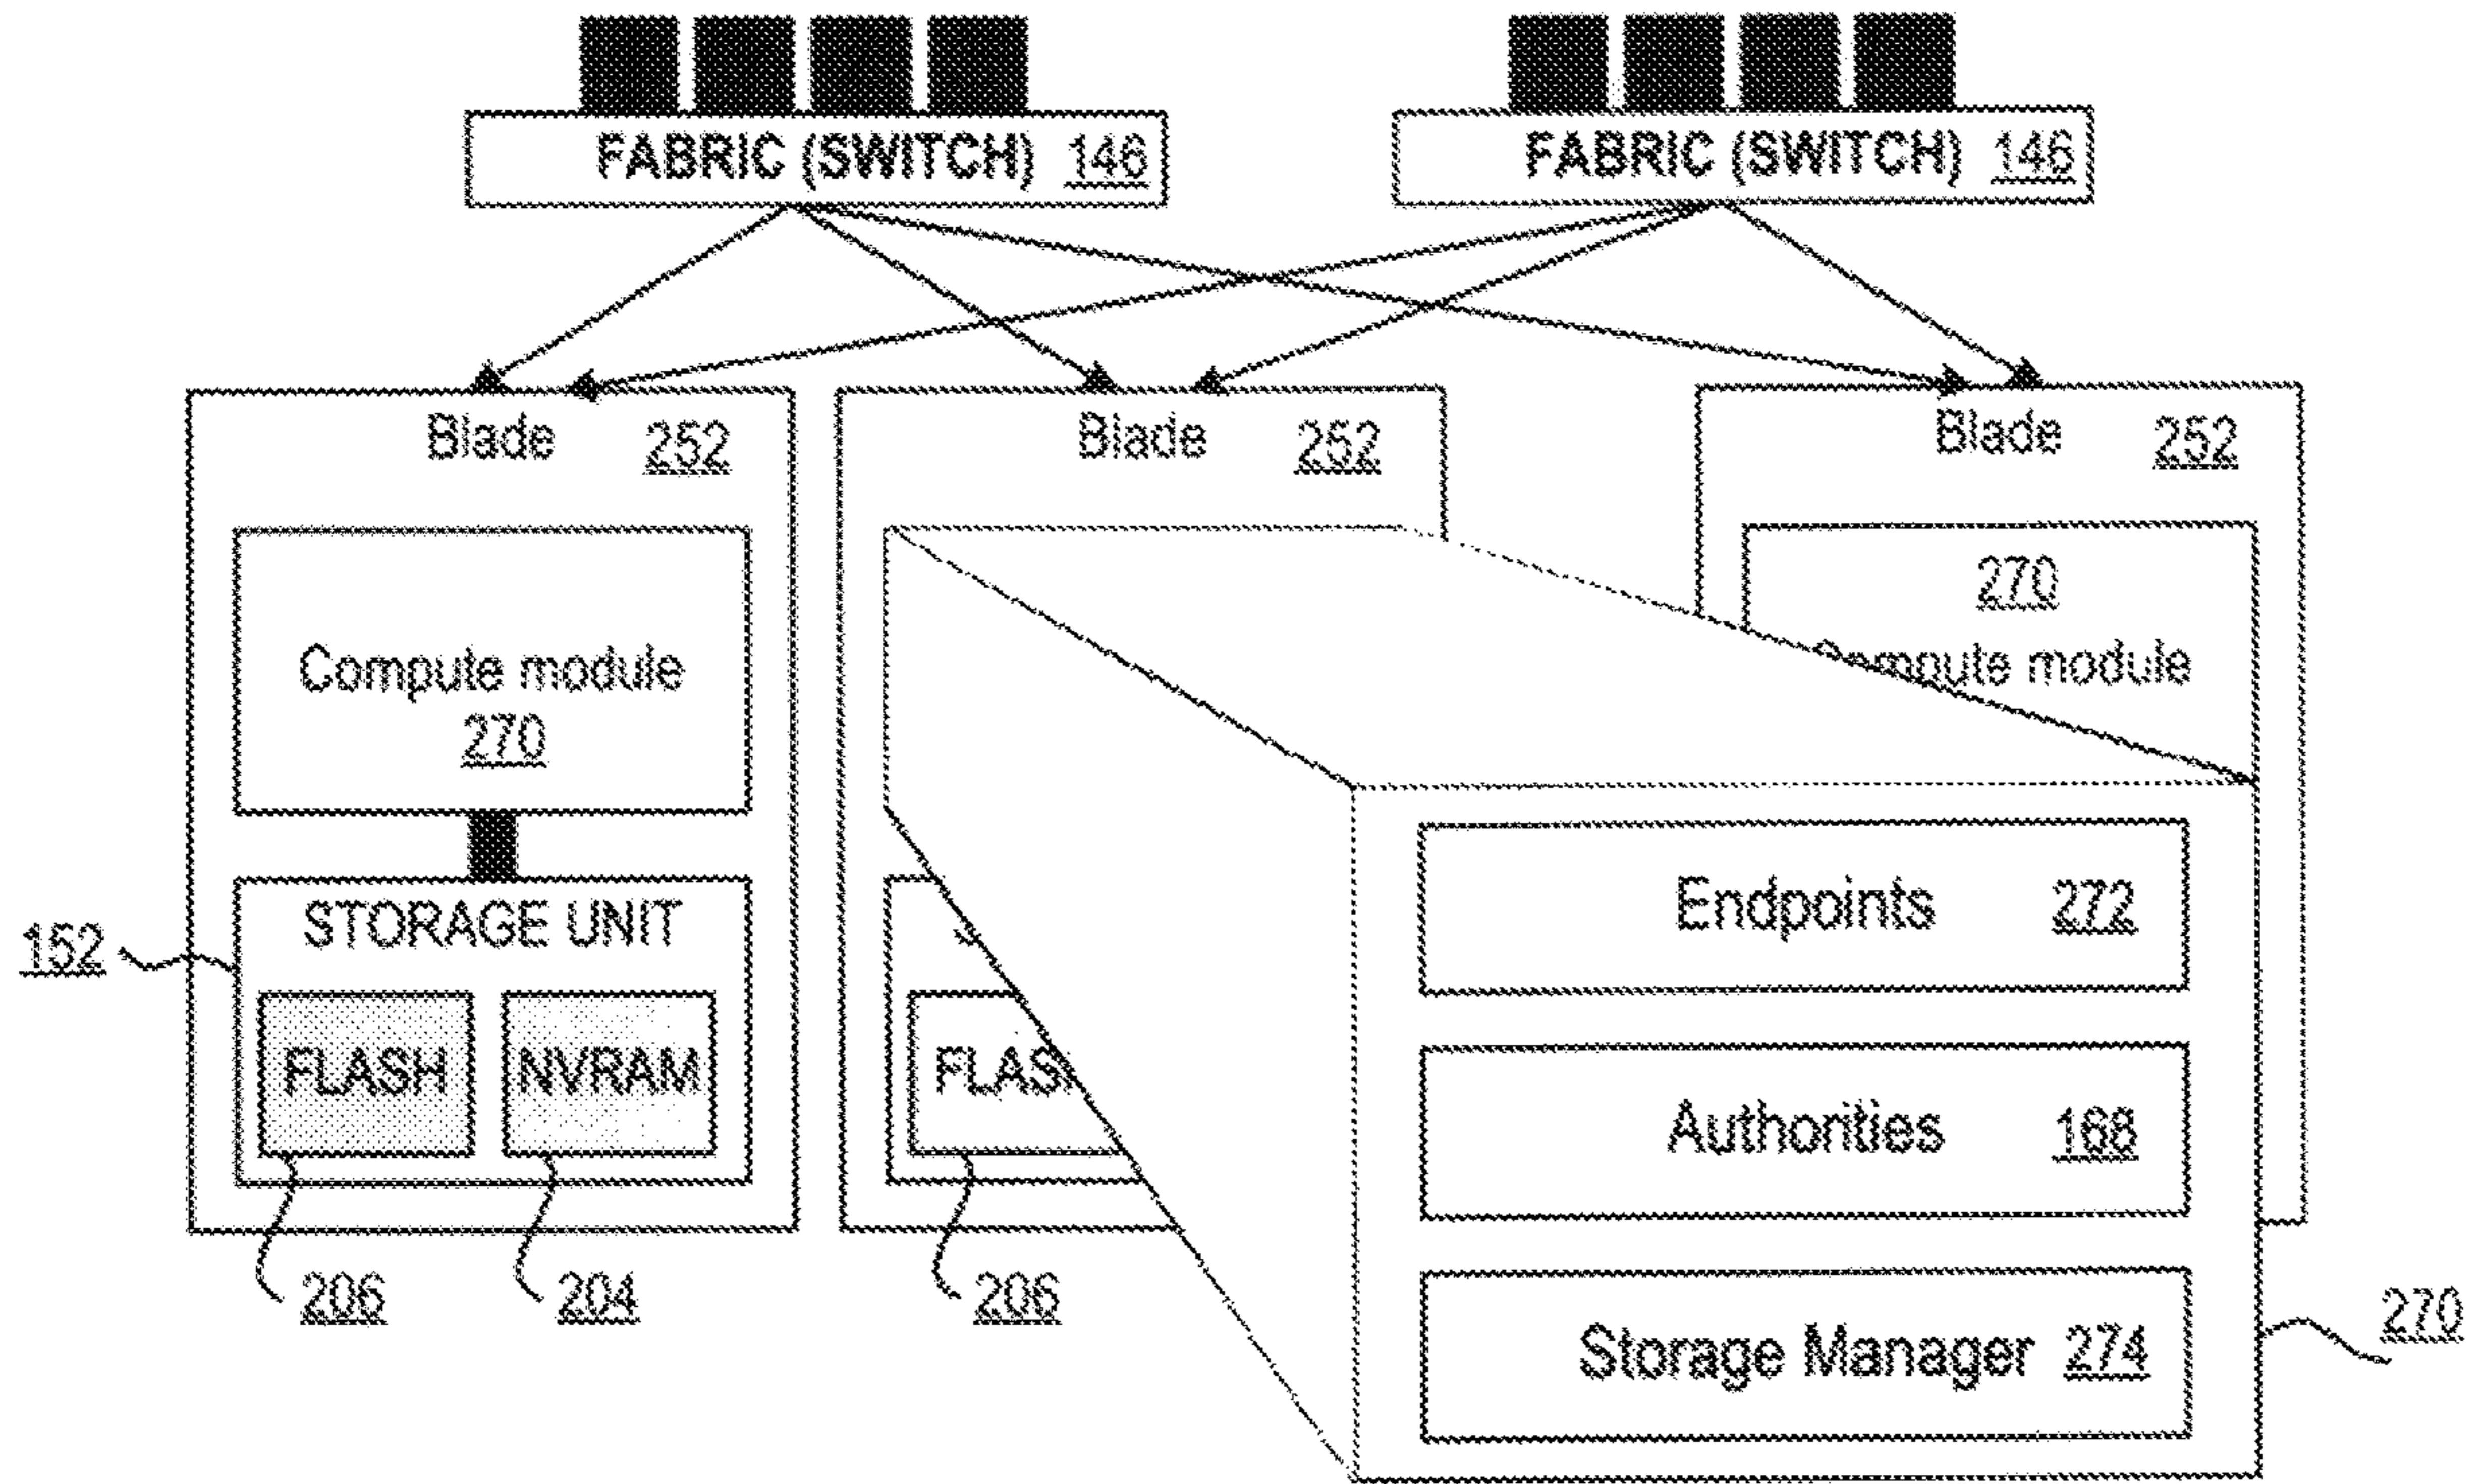 FABRIC (SWITCH) 146
FABRIC (SWITCH) 146
Blade 252
Blade 252
Blade 252
Compute module
270
270
Compute module
STORAGE UNIT
152
FLASH
NVRAM
FLASH
206
204
206
Endpoints 272
Authorities 168
Storage Manager 274
270